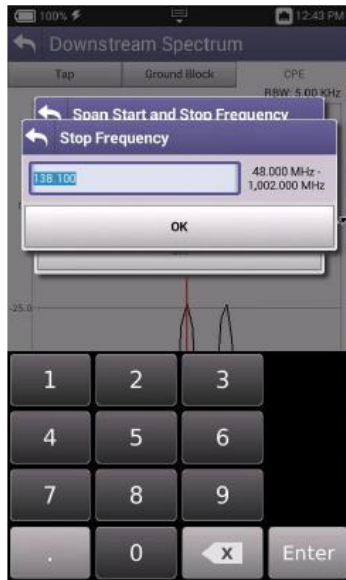 100%
12:43 PM
Downstream Spectrum
Tap
Ground Block
CPE
RBW: 5.00 KHz
Span Start and Stop Frequency
Stop Frequency
138.100
48.000 MHz -
1,002.000 MHz
OK
-25.0
1
2
3
4
5
6
7
8
9
.
0
X
Enter